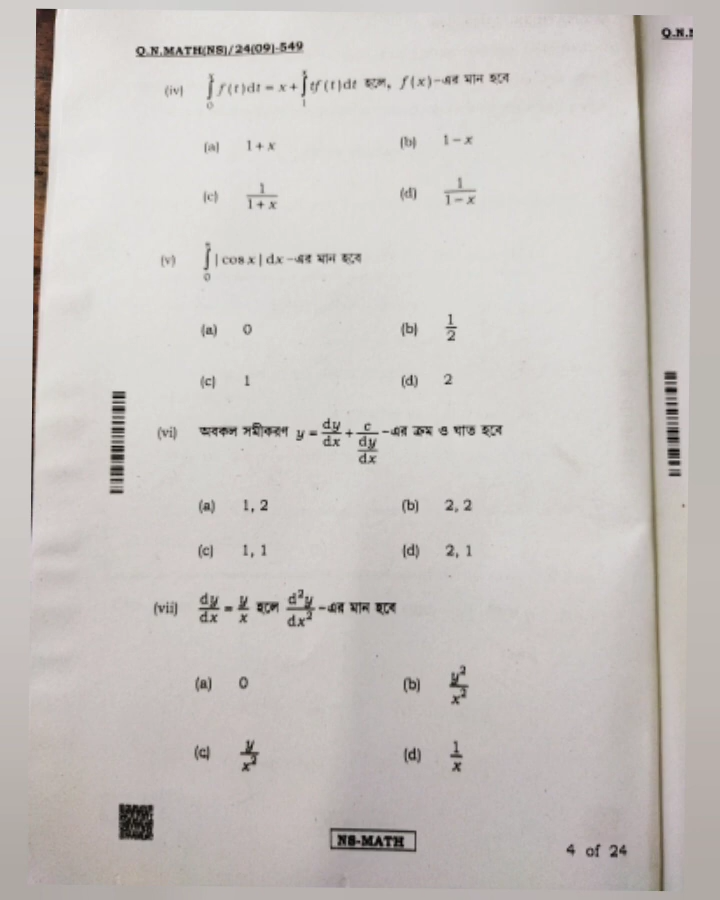 Q.N.MATH(NS)/24(09)-549
Q.N.
(iv) ∫₀ˣ f(t)dt = x + ∫ₓ¹ tf(t)dt হলে, f(x)-এর মান হবে
(a) 1 + x (b) 1 − x
(c) 1/(1 + x) (d) 1/(1 − x)
(v) ∫₀^π | cos x | dx -এর মান হবে
(a) 0 (b) 1/2
(c) 1 (d) 2
(vi) অবকল সমীকরণ y = dy/dx + c/(dy/dx) -এর ক্রম ও ঘাত হবে
(a) 1, 2 (b) 2, 2
(c) 1, 1 (d) 2, 1
(vii) dy/dx = y/x হলে d²y/dx² -এর মান হবে
(a) 0 (b) y²/x²
(c) y/x² (d) 1/x
NS-MATH
4 of 24